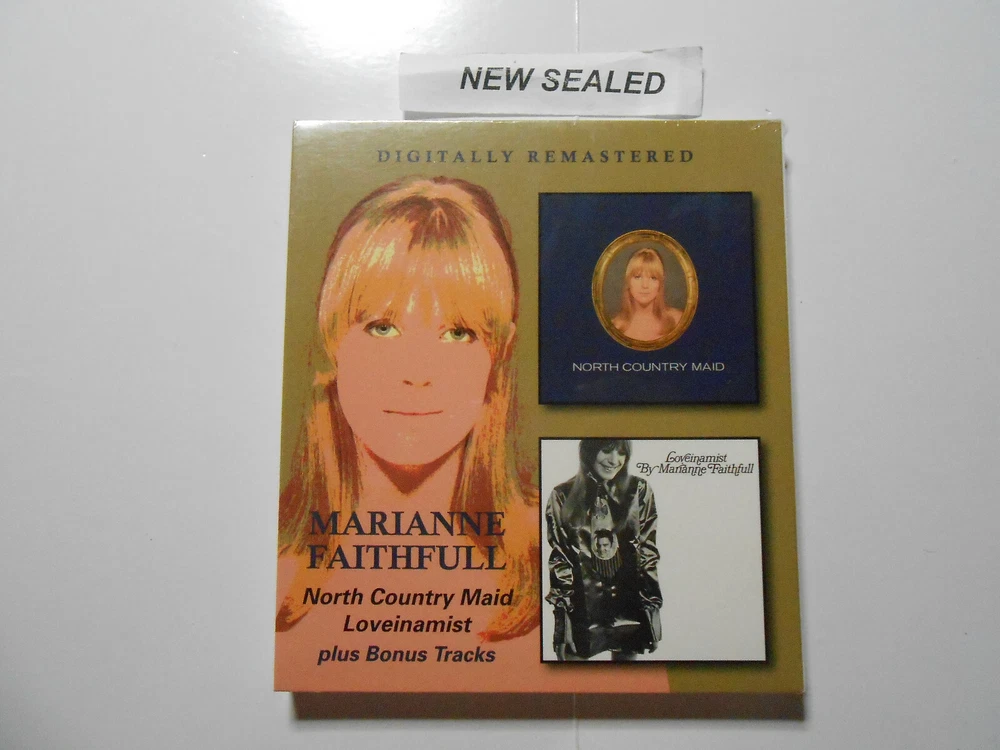 NEW SEALED
DIGITALLY REMASTERED
NORTH COUNTRY MAID
Loveinamist
By Marianne Faithfull
MARIANNE
FAITHFULL
North Country Maid
Loveinamist
plus Bonus Tracks